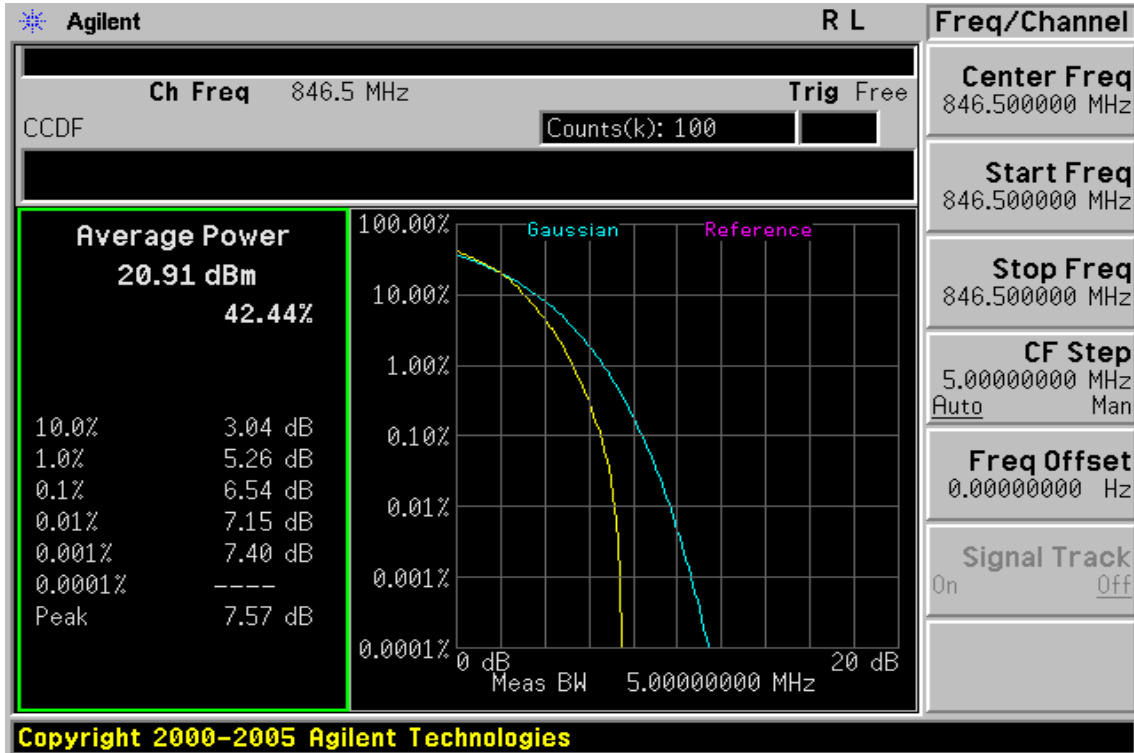 Agilent R L
Ch Freq 846.5 MHz Trig Free
CCDF Counts(k): 100
Average Power
20.91 dBm
42.44%
10.0% 3.04 dB
1.0% 5.26 dB
0.1% 6.54 dB
0.01% 7.15 dB
0.001% 7.40 dB
0.0001% ----
Peak 7.57 dB
Gaussian Reference
100.00%
10.00%
1.00%
0.10%
0.01%
0.001%
0.0001%
0 dB 20 dB
Meas BW 5.00000000 MHz
Freq/Channel
Center Freq
846.500000 MHz
Start Freq
846.500000 MHz
Stop Freq
846.500000 MHz
CF Step
5.00000000 MHz
Auto Man
Freq Offset
0.00000000 Hz
Signal Track
On Off
Copyright 2000-2005 Agilent Technologies